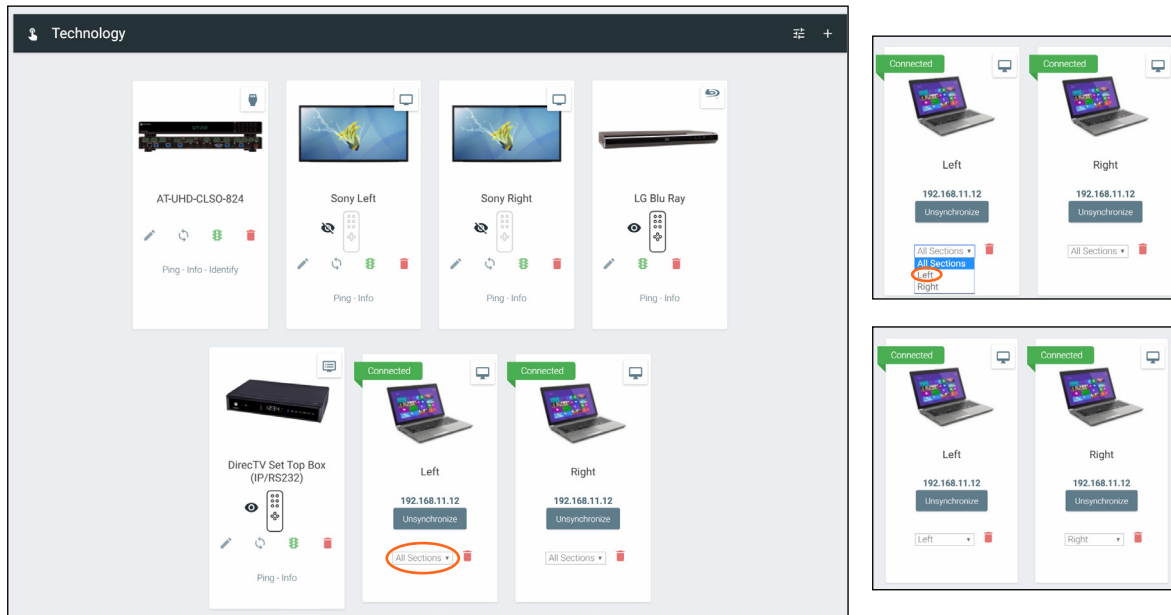 Technology
+
AT-UHD-CLSO-824
Ping - Info - Identify
Sony Left
Ping - Info
Sony Right
Ping - Info
LG Blu Ray
Ping - Info
DirecTV Set Top Box
(IP/RS232)
Ping - Info
Connected
Left
192.168.11.12
Unsynchronize
All Sections
Connected
Right
192.168.11.12
Unsynchronize
All Sections
Connected
Left
192.168.11.12
Unsynchronize
All Sections
All Sections
Left
Right
Connected
Right
192.168.11.12
Unsynchronize
All Sections
Connected
Left
192.168.11.12
Unsynchronize
Left
Connected
Right
192.168.11.12
Unsynchronize
Right